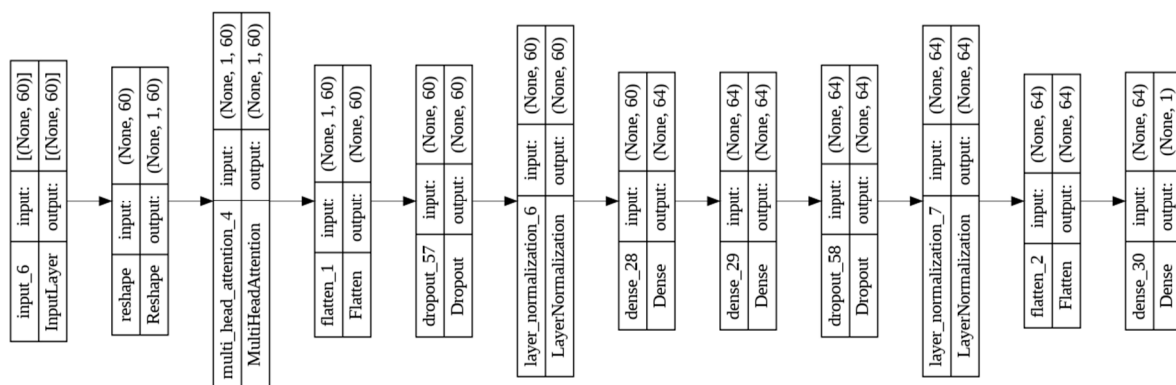 input_6 input: [(None, 60)]
InputLayer output: [(None, 60)]
reshape input: (None, 60)
Reshape output: (None, 1, 60)
multi_head_attention_4 input: (None, 1, 60)
MultiHeadAttention output: (None, 1, 60)
flatten_1 input: (None, 1, 60)
Flatten output: (None, 60)
dropout_57 input: (None, 60)
Dropout output: (None, 60)
layer_normalization_6 input: (None, 60)
LayerNormalization output: (None, 60)
dense_28 input: (None, 60)
Dense output: (None, 64)
dense_29 input: (None, 64)
Dense output: (None, 64)
dropout_58 input: (None, 64)
Dropout output: (None, 64)
layer_normalization_7 input: (None, 64)
LayerNormalization output: (None, 64)
flatten_2 input: (None, 64)
Flatten output: (None, 64)
dense_30 input: (None, 64)
Dense output: (None, 1)